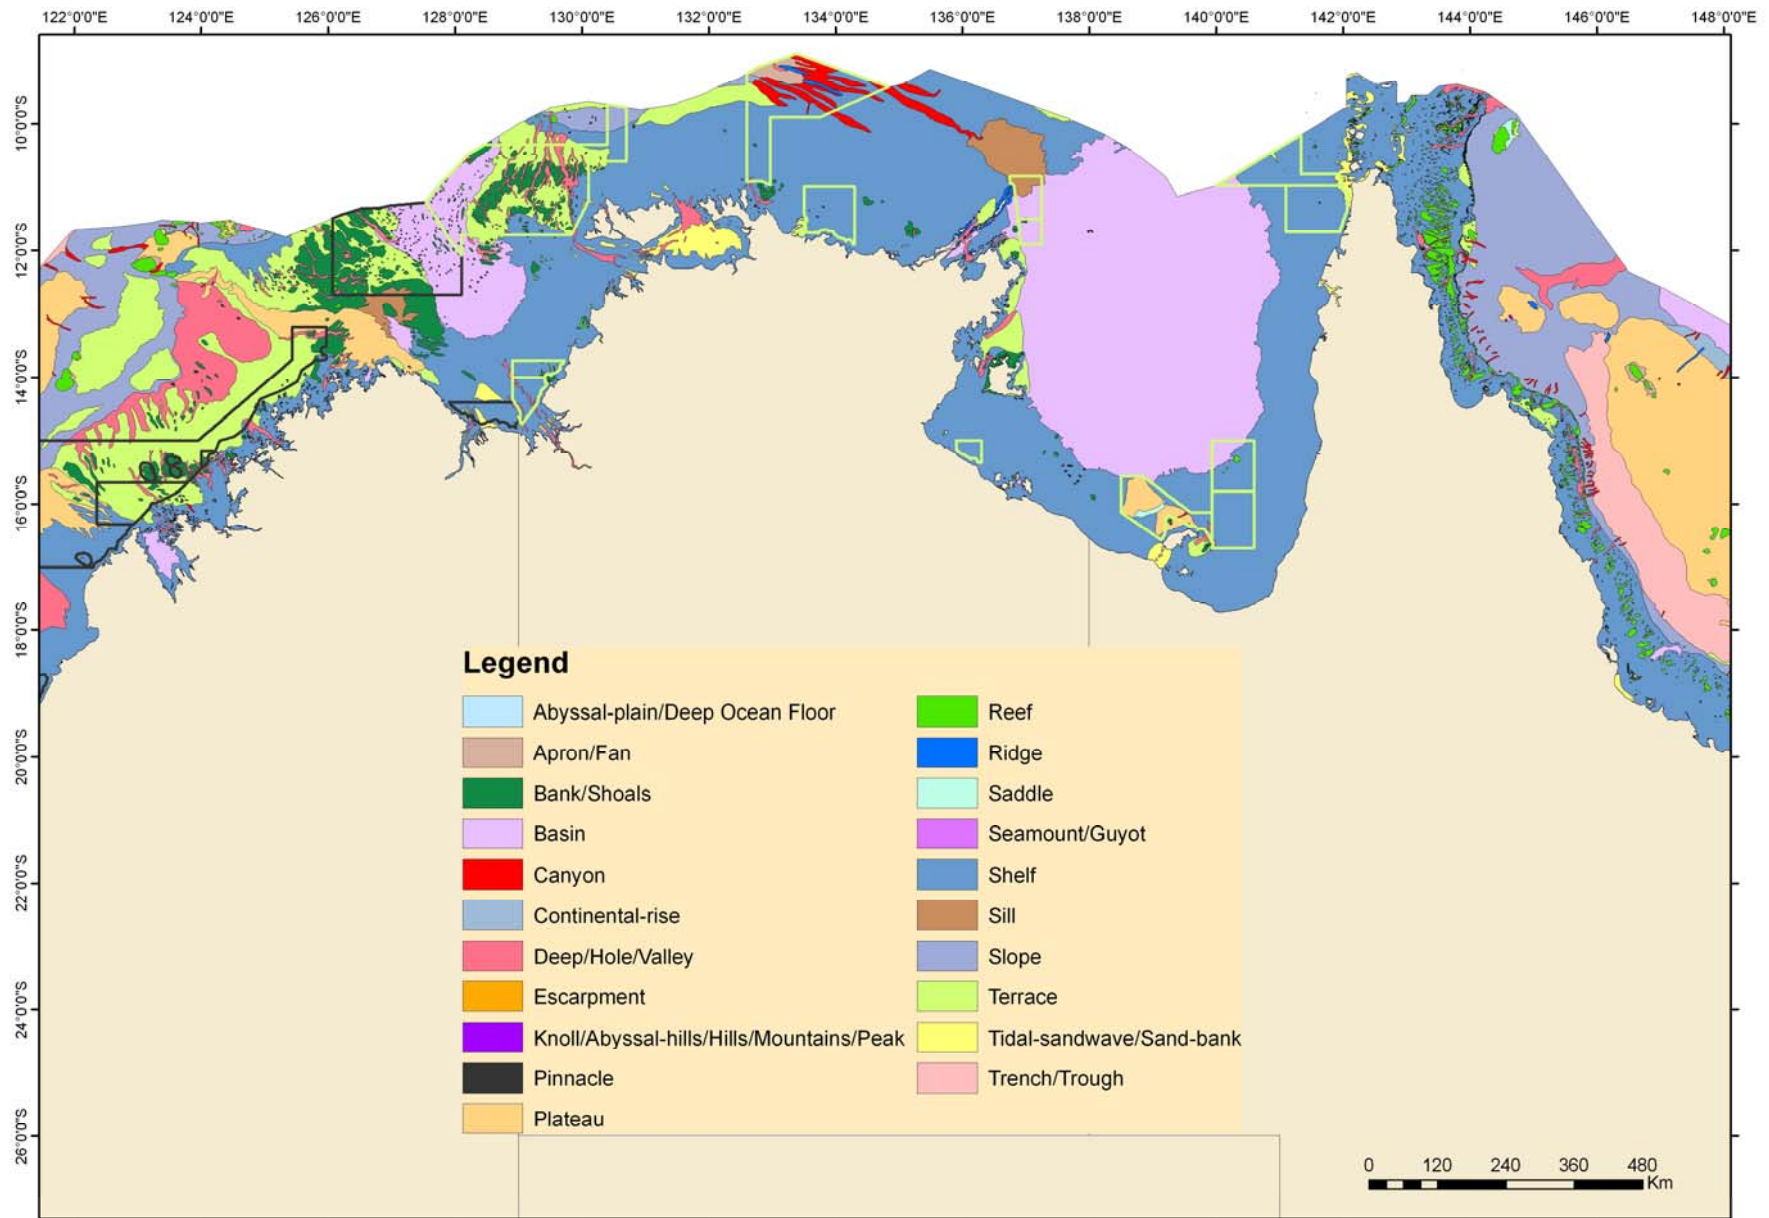 122°0'0"E 124°0'0"E 126°0'0"E 128°0'0"E 130°0'0"E 132°0'0"E 134°0'0"E 136°0'0"E 138°0'0"E 140°0'0"E 142°0'0"E 144°0'0"E 146°0'0"E 148°0'0"E
10°0'0"S
12°0'0"S
14°0'0"S
16°0'0"S
18°0'0"S
20°0'0"S
22°0'0"S
24°0'0"S
26°0'0"S
Legend
Abyssal-plain/Deep Ocean Floor
Apron/Fan
Bank/Shoals
Basin
Canyon
Continental-rise
Deep/Hole/Valley
Escarpment
Knoll/Abyssal-hills/Hills/Mountains/Peak
Pinnacle
Plateau
Reef
Ridge
Saddle
Seamount/Guyot
Shelf
Sill
Slope
Terrace
Tidal-sandwave/Sand-bank
Trench/Trough
0 120 240 360 480
Km